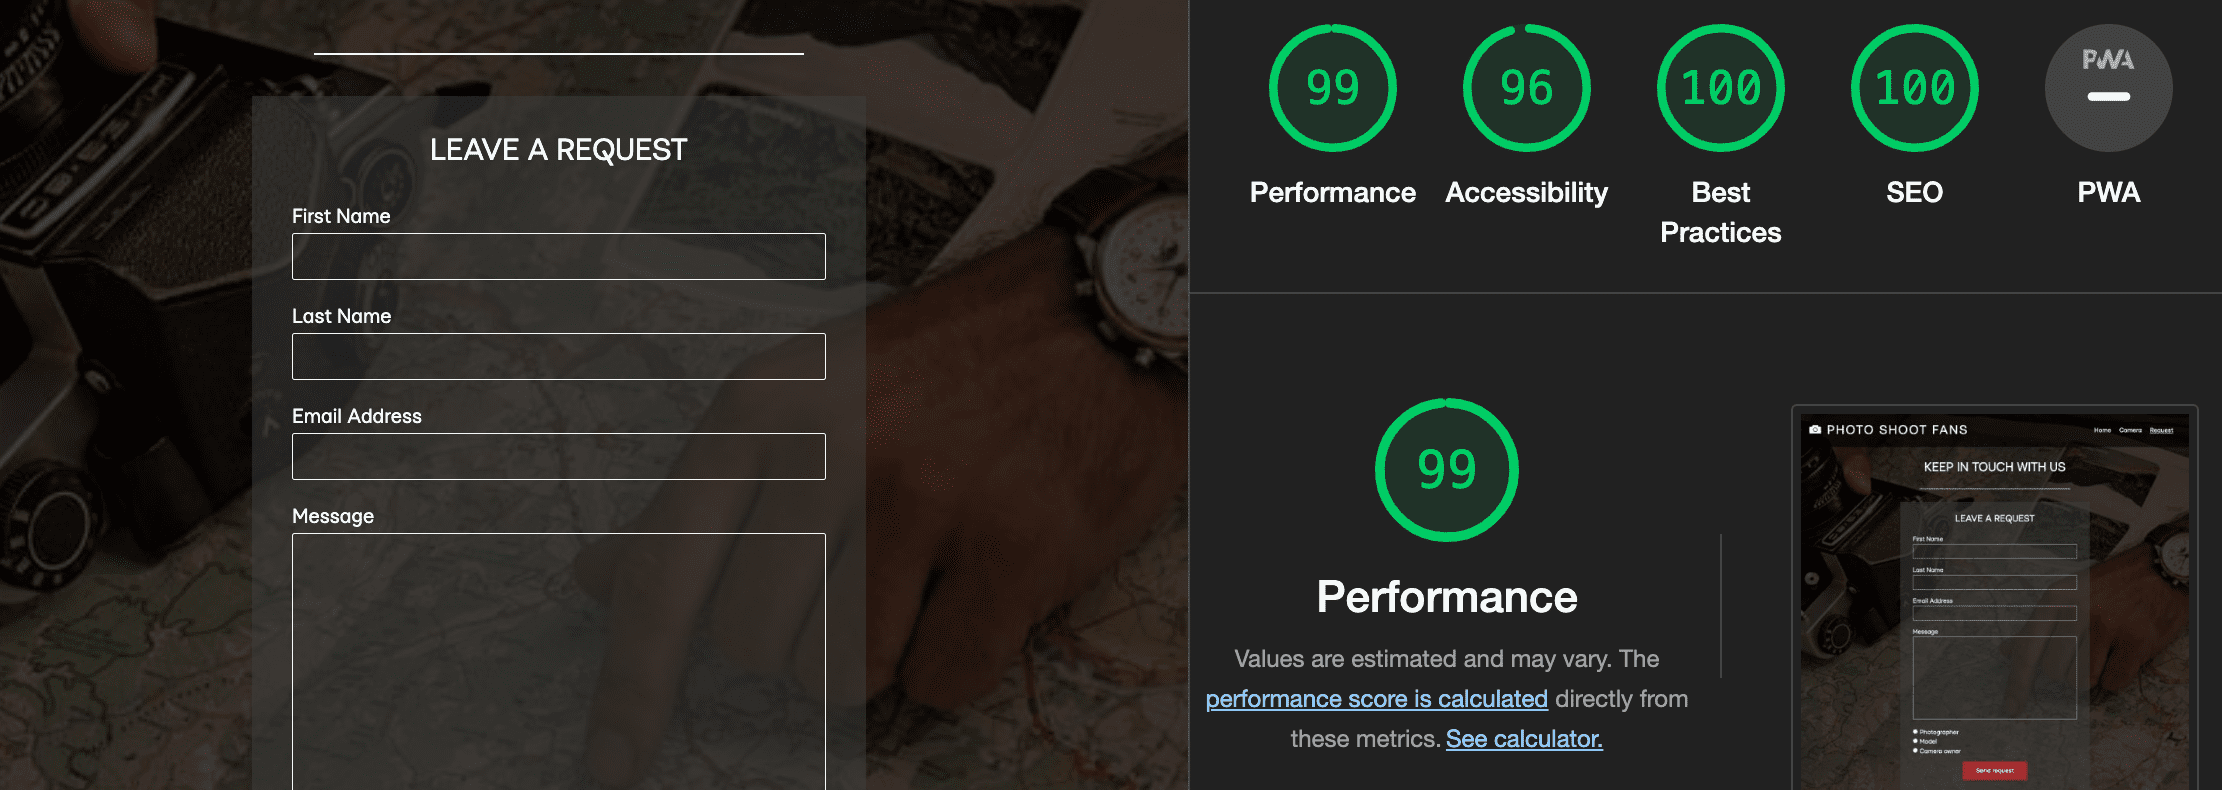 LEAVE A REQUEST
First Name
Last Name
Email Address
Message
99
96
100
100
PWA
Performance
Accessibility
Best
Practices
SEO
PWA
99
Performance
Values are estimated and may vary. The
performance score is calculated directly from
these metrics. See calculator.
PHOTO SHOOT FANS
Home Camera Request
KEEP IN TOUCH WITH US
LEAVE A REQUEST
First Name
Last Name
Email Address
Message
Photographer
Model
Camera owner
Send request